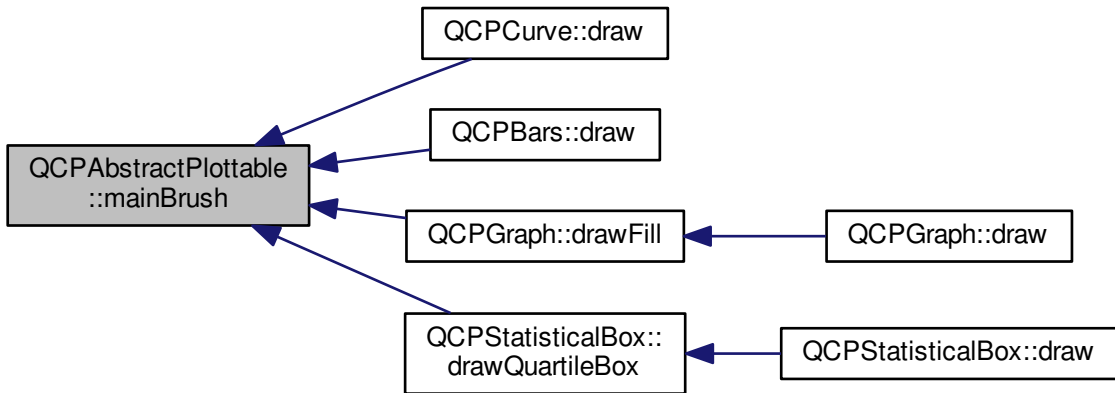 QCPCurve::draw
QCPBars::draw
QCPAbstractPlottable
::mainBrush
QCPGraph::drawFill
QCPGraph::draw
QCPStatisticalBox::
drawQuartileBox
QCPStatisticalBox::draw